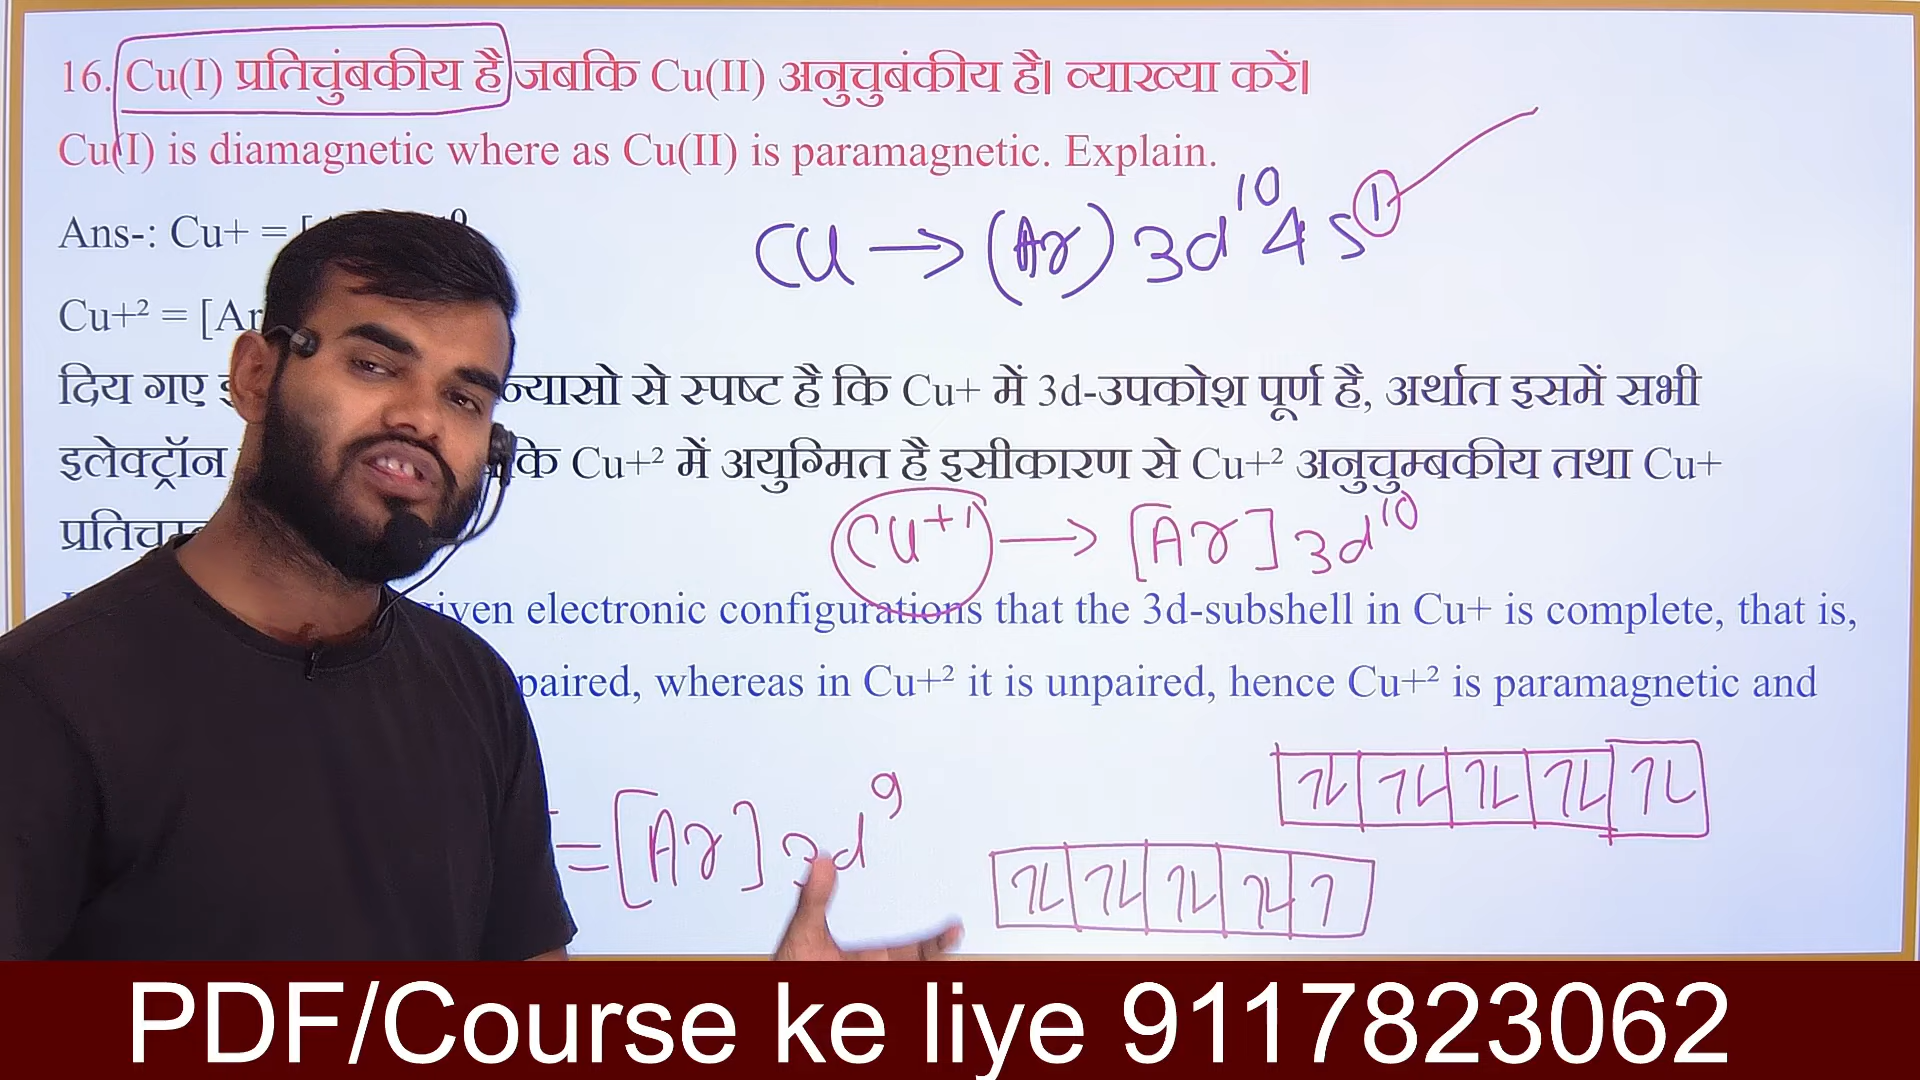 16. Cu(I) प्रतिचुंबकीय है जबकि Cu(II) अनुचुबंकीय है। व्याख्या करें।
Cu(I) is diamagnetic where as Cu(II) is paramagnetic. Explain.
Cu → (Ar) 3d¹⁰ 4s¹
Ans-: Cu+ = [
Cu+² = [Ar
दिय गए न्यासो से स्पष्ट है कि Cu+ में 3d-उपकोश पूर्ण है, अर्थात इसमें सभी
इलेक्ट्रॉन कि Cu+² में अयुग्मित है इसीकारण से Cu+² अनुचुम्बकीय तथा Cu+
Cu⁺¹ → [Ar] 3d¹⁰
given electronic configurations that the 3d-subshell in Cu+ is complete, that is,
paired, whereas in Cu+² it is unpaired, hence Cu+² is paramagnetic and
= [Ar] 3d⁹
PDF/Course ke liye 9117823062